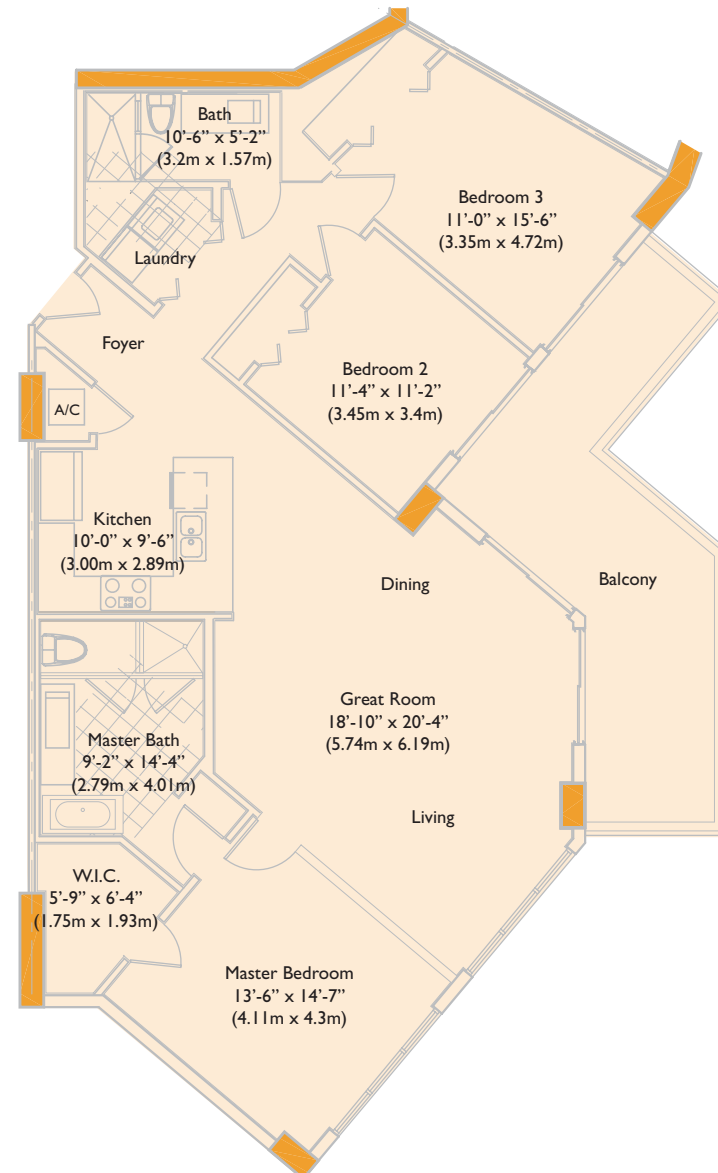 Bath
10’-6” x 5’-2”
(3.2m x 1.57m)
Bedroom 3
11’-0” x 15’-6”
(3.35m x 4.72m)
Laundry
Foyer
Bedroom 2
11’-4” x 11’-2”
(3.45m x 3.4m)
A/C
Kitchen
10’-0” x 9’-6”
(3.00m x 2.89m)
Dining
Balcony
Great Room
18’-10” x 20’-4”
(5.74m x 6.19m)
Master Bath
9’-2” x 14’-4”
(2.79m x 4.01m)
Living
W.I.C.
5’-9” x 6’-4”
(1.75m x 1.93m)
Master Bedroom
13’-6” x 14’-7”
(4.11m x 4.3m)